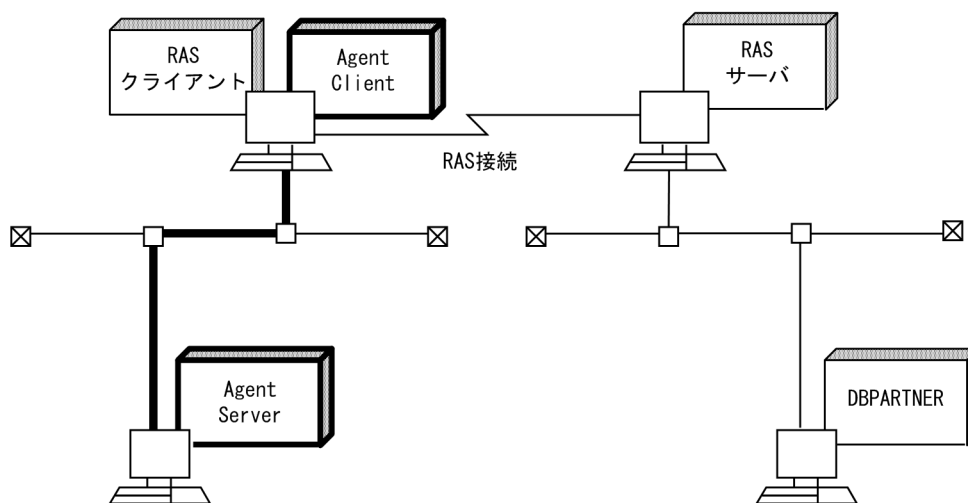 RAS
クライアント
Agent
Client
RAS
サーバ
RAS接続
Agent
Server
DBPARTNER